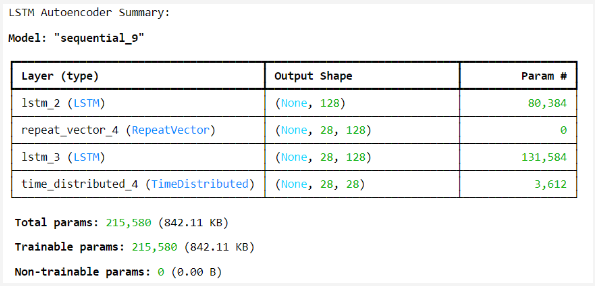 LSTM Autoencoder Summary:
Model: "sequential_9"
Layer (type) Output Shape Param #
lstm_2 (LSTM) (None, 128) 80,384
repeat_vector_4 (RepeatVector) (None, 28, 128) 0
lstm_3 (LSTM) (None, 28, 128) 131,584
time_distributed_4 (TimeDistributed) (None, 28, 28) 3,612
Total params: 215,580 (842.11 KB)
Trainable params: 215,580 (842.11 KB)
Non-trainable params: 0 (0.00 B)